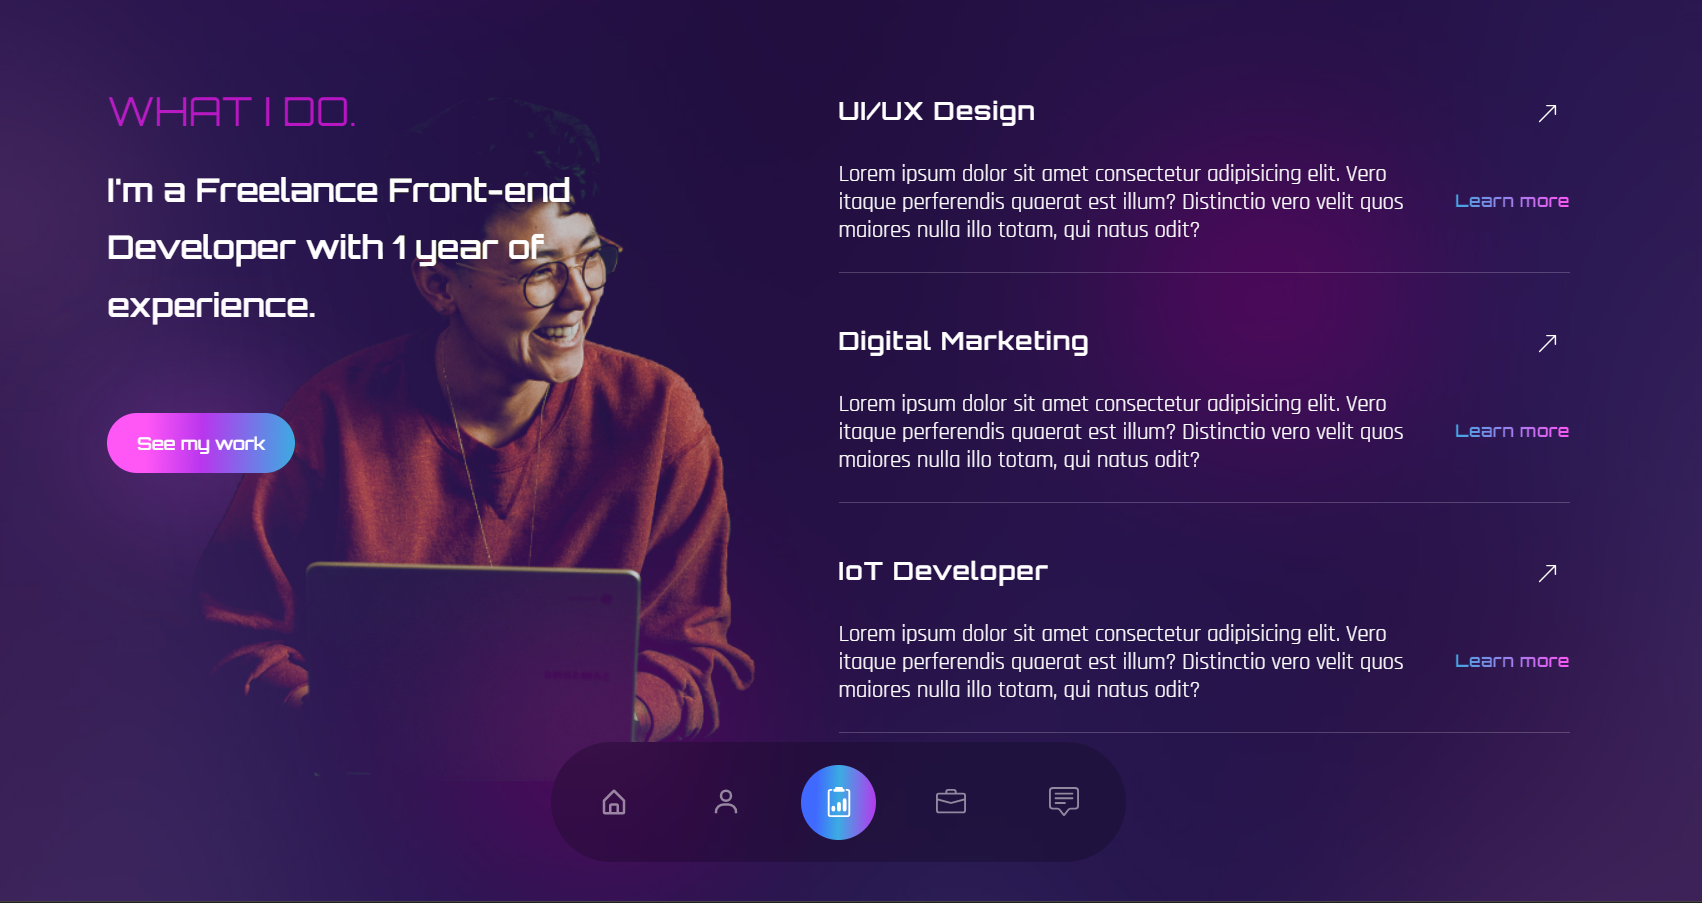 WHAT I DO.
I'm a Freelance Front-end
Developer with 1 year of
experience.
See my work
UI/UX Design
Lorem ipsum dolor sit amet consectetur adipisicing elit. Vero
itaque perferendis quaerat est illum? Distinctio vero velit quos
maiores nulla illo totam, qui natus odit?
Learn more
Digital Marketing
Lorem ipsum dolor sit amet consectetur adipisicing elit. Vero
itaque perferendis quaerat est illum? Distinctio vero velit quos
maiores nulla illo totam, qui natus odit?
Learn more
IoT Developer
Lorem ipsum dolor sit amet consectetur adipisicing elit. Vero
itaque perferendis quaerat est illum? Distinctio vero velit quos
maiores nulla illo totam, qui natus odit?
Learn more